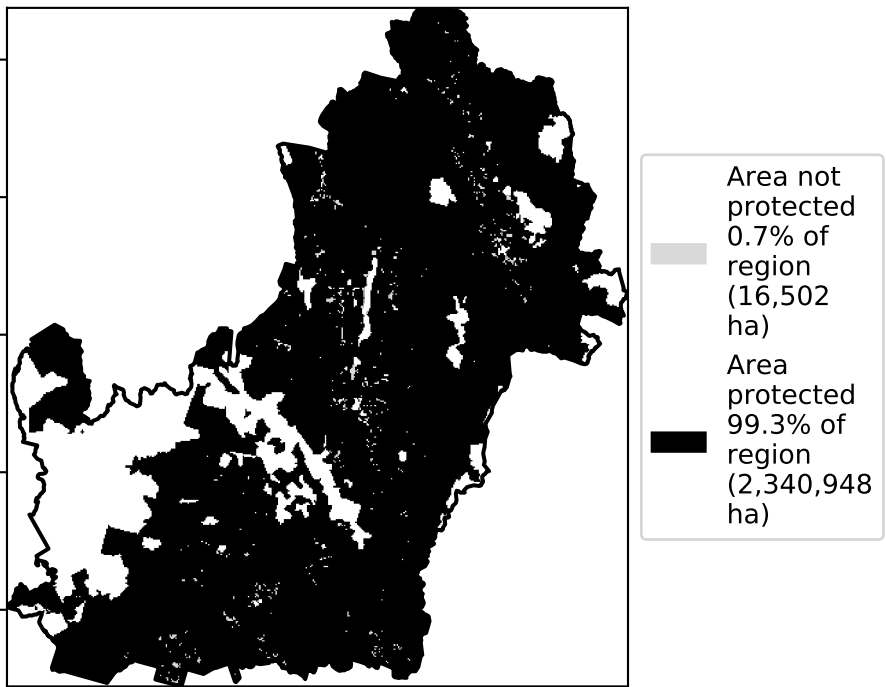 Area not
protected
0.7% of
region
(16,502
ha)
Area
protected
99.3% of
region
(2,340,948
ha)